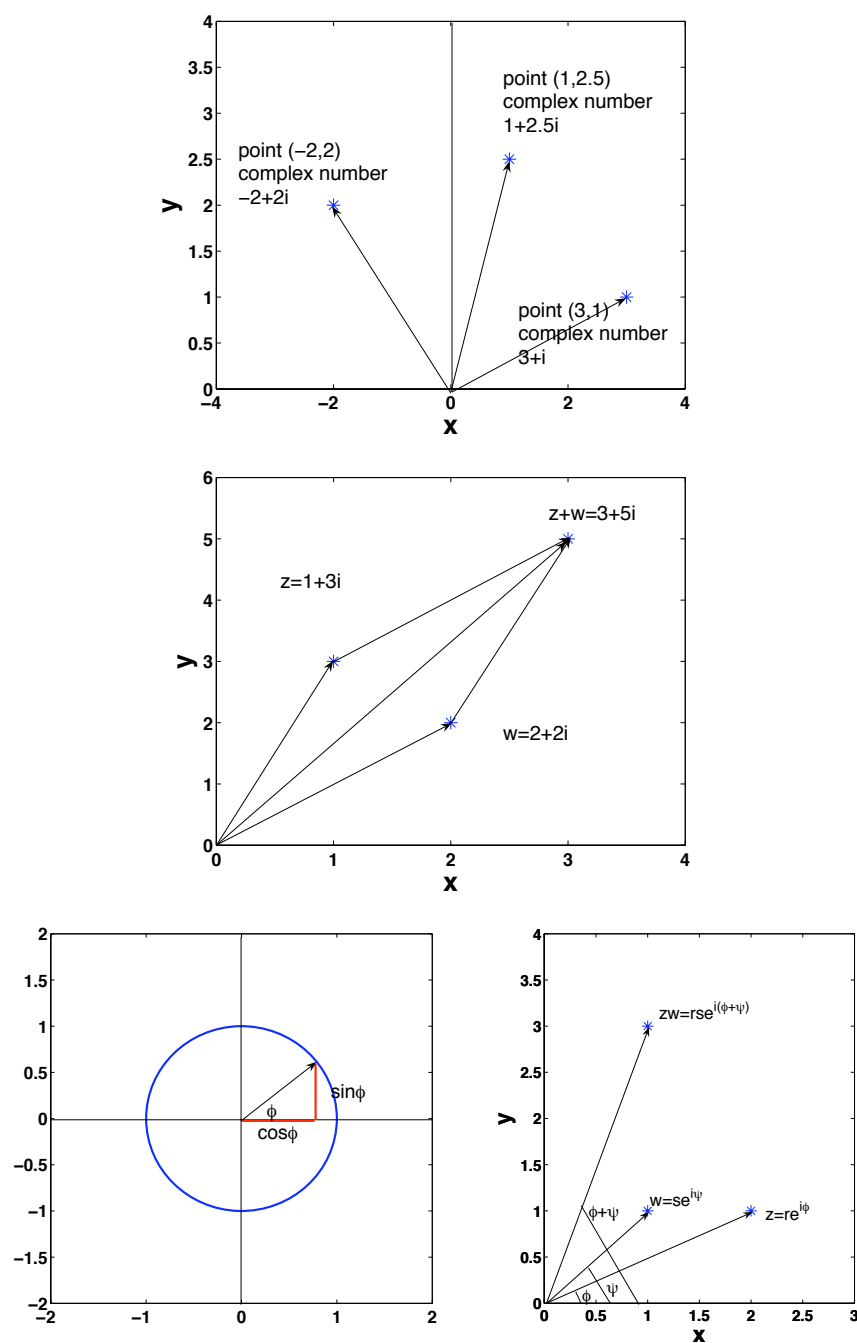 4
3.5
point (1,2.5)
complex number
1+2.5i
3
point (−2,2)
complex number
−2+2i
2.5
y
2
1.5
1
point (3,1)
complex number
3+i
0.5
0
−4 −2 0 2 4
x
6
z+w=3+5i
5
z=1+3i
4
y
3
2
w=2+2i
1
0
0 1 2 3 4
x
2
1.5
1
0.5
sinϕ
ϕ
0
cosϕ
−0.5
−1
−1.5
−2
−2 −1 0 1 2
4
3.5
zw=rse^{i(ϕ+ψ)}
3
2.5
y
2
1.5
w=se^{iψ}
z=re^{iϕ}
1
ϕ+ψ
0.5
ψ
ϕ
0
0 0.5 1 1.5 2 2.5 3
x